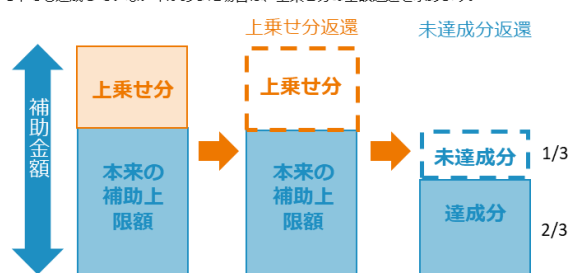 上乗せ分返還
未達成分返還
補助金額
上乗せ分
上乗せ分
本来の
補助上
限額
本来の
補助上
限額
未達成分
1/3
達成分
2/3